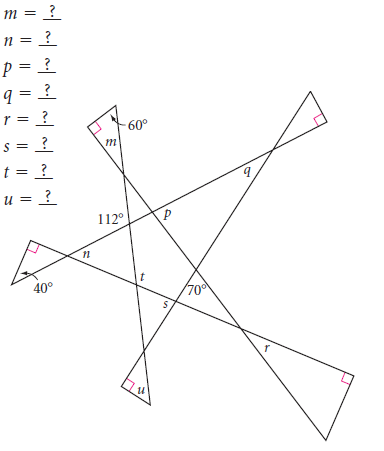 m = ?
n = ?
p = ?
q = ?
r = ?
s = ?
t = ?
u = ?
60°
m
q
112°
p
n
t
40°
70°
s
r
u